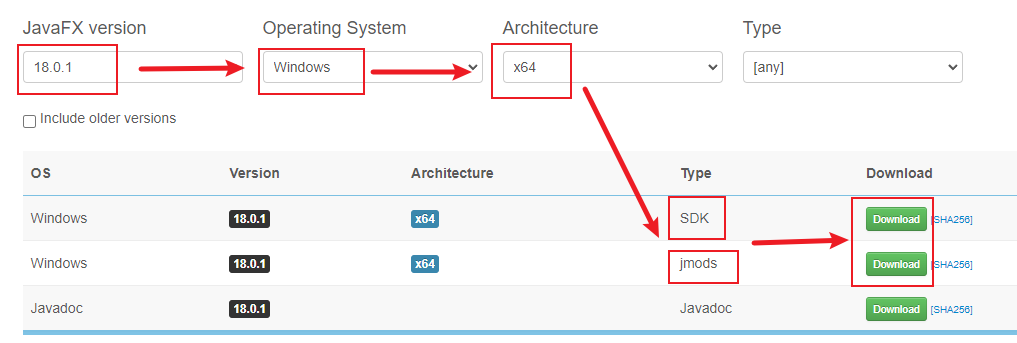 JavaFX version Operating System Architecture Type
18.0.1 Windows x64 [any]
Include older versions
OS Version Architecture Type Download
Windows 18.0.1 x64 SDK Download [SHA256]
Windows 18.0.1 x64 jmods Download [SHA256]
Javadoc 18.0.1 Javadoc Download [SHA256]